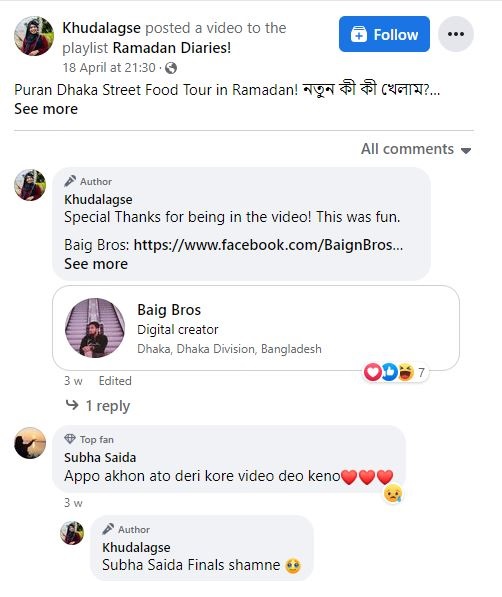 Khudalagse posted a video to the
playlist Ramadan Diaries!
18 April at 21:30 ·
Follow
Puran Dhaka Street Food Tour in Ramadan! নতুন কী কী খেলাম?...
See more
All comments
Author
Khudalagse
Special Thanks for being in the video! This was fun.
Baig Bros: https://www.facebook.com/BaignBros...
See more
Baig Bros
Digital creator
Dhaka, Dhaka Division, Bangladesh
3 w Edited
7
1 reply
Top fan
Subha Saida
Appo akhon ato deri kore video deo keno❤️❤️❤️
3 w
Author
Khudalagse
Subha Saida Finals shamne 🥹